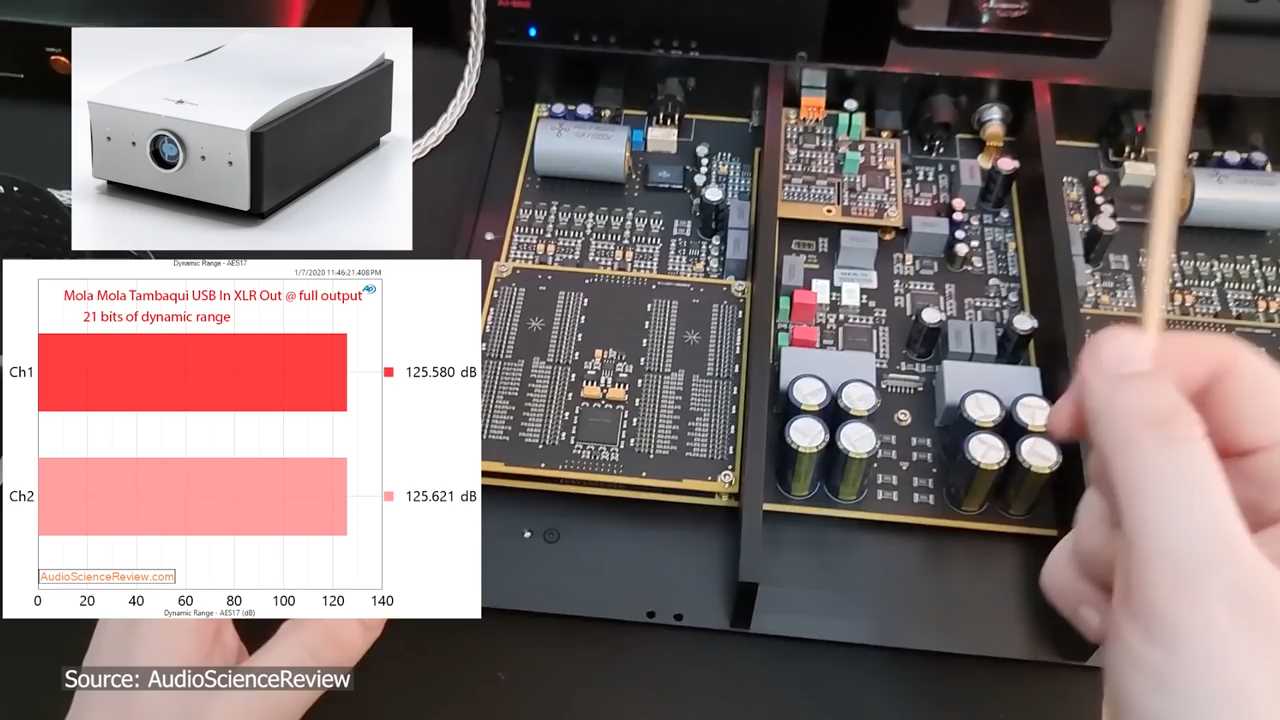 Dynamic Range - AES17
1/7/2020 11:46:21.408 PM
Mola Mola Tambaqui USB In XLR Out @ full output
21 bits of dynamic range
Ch1
125.580 dB
Ch2
125.621 dB
AudioScienceReview.com
0 20 40 60 80 100 120 140
Dynamic Range - AES17 (dB)
Source: AudioScienceReview